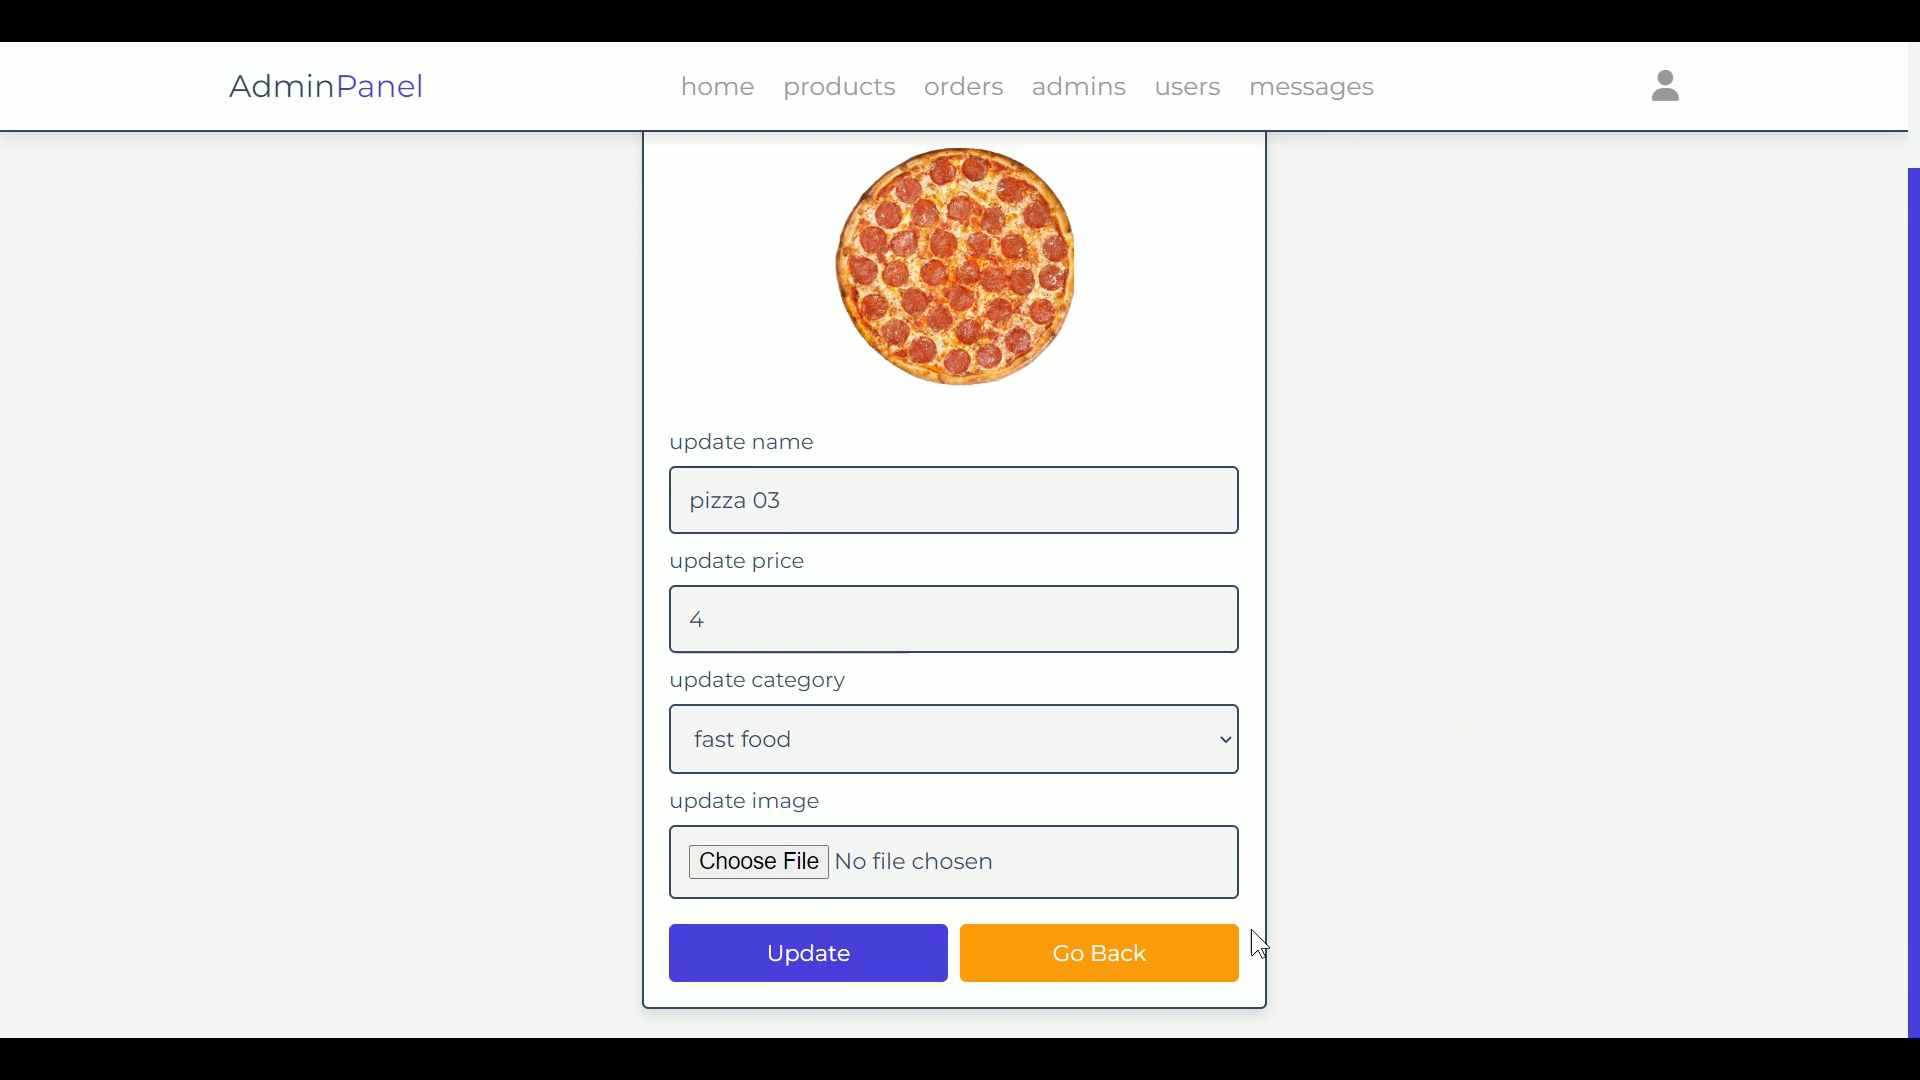 AdminPanel home products orders admins users messages
update name
pizza 03
update price
4
update category
fast food
update image
Choose File No file chosen
Update Go Back